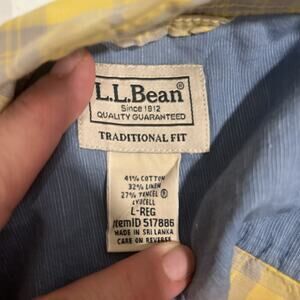 L.L.Bean®
Since 1912
QUALITY GUARANTEED
TRADITIONAL FIT
41% COTTON
32% LINEN
27% TENCEL®
LYOCELL
L-REG
ItemID 517886
MADE IN SRI LANKA
CARE ON REVERSE